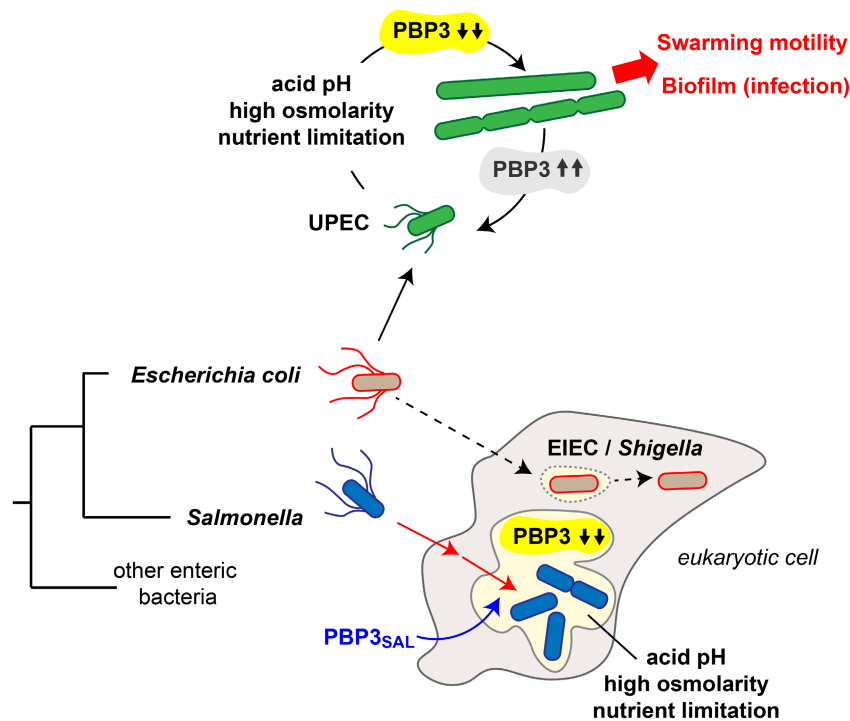 PBP3
Swarming motility
Biofilm (infection)
acid pH
high osmolarity
nutrient limitation
PBP3
UPEC
Escherichia coli
EIEC / Shigella
Salmonella
PBP3
eukaryotic cell
other enteric
bacteria
PBP3SAL
acid pH
high osmolarity
nutrient limitation